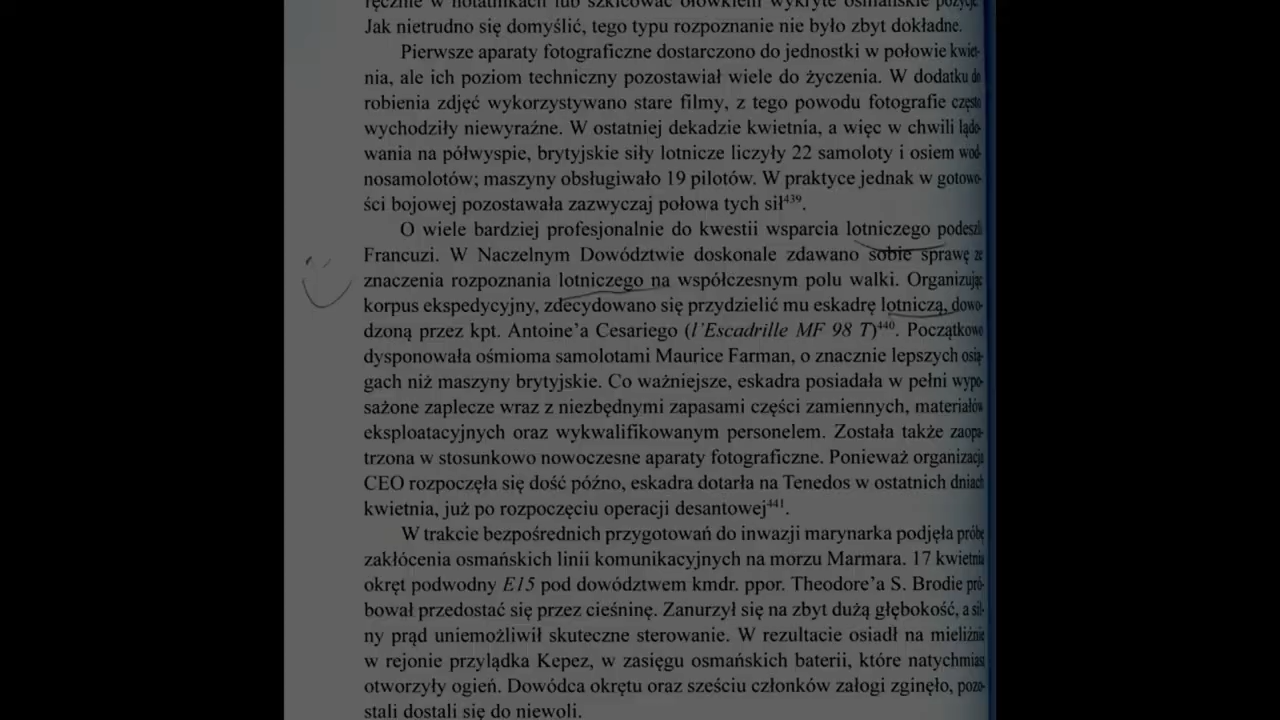 ręcznie w notatnikach lub szkicować ołówkiem wykryte osmańskie pozycje.
Jak nietrudno się domyślić, tego typu rozpoznanie nie było zbyt dokładne.
Pierwsze aparaty fotograficzne dostarczono do jednostki w połowie kwiet-
nia, ale ich poziom techniczny pozostawiał wiele do życzenia. W dodatku do
robienia zdjęć wykorzystywano stare filmy, z tego powodu fotografie często
wychodziły niewyraźne. W ostatniej dekadzie kwietnia, a więc w chwili lądo-
wania na półwyspie, brytyjskie siły lotnicze liczyły 22 samoloty i osiem wod-
nosamolotów; maszyny obsługiwało 19 pilotów. W praktyce jednak w gotowo-
ści bojowej pozostawała zazwyczaj połowa tych sił439.
O wiele bardziej profesjonalnie do kwestii wsparcia lotniczego podeszli
Francuzi. W Naczelnym Dowództwie doskonale zdawano sobie sprawę ze
znaczenia rozpoznania lotniczego na współczesnym polu walki. Organizując
korpus ekspedycyjny, zdecydowano się przydzielić mu eskadrę lotniczą, dowo-
dzoną przez kpt. Antoine'a Cesariego (l'Escadrille MF 98 T)440. Początkowo
dysponowała ośmioma samolotami Maurice Farman, o znacznie lepszych osią-
gach niż maszyny brytyjskie. Co ważniejsze, eskadra posiadała w pełni wypo-
sażone zaplecze wraz z niezbędnymi zapasami części zamiennych, materiałów
eksploatacyjnych oraz wykwalifikowanym personelem. Została także zaopa-
trzona w stosunkowo nowoczesne aparaty fotograficzne. Ponieważ organizacja
CEO rozpoczęła się dość późno, eskadra dotarła na Tenedos w ostatnich dniach
kwietnia, już po rozpoczęciu operacji desantowej441.
W trakcie bezpośrednich przygotowań do inwazji marynarka podjęła próbę
zakłócenia osmańskich linii komunikacyjnych na morzu Marmara. 17 kwietnia
okręt podwodny E15 pod dowództwem kmdr. ppor. Theodore'a S. Brodie pró-
bował przedostać się przez cieśninę. Zanurzył się na zbyt dużą głębokość, a sil-
ny prąd uniemożliwił skuteczne sterowanie. W rezultacie osiadł na mieliźnie
w rejonie przylądka Kepez, w zasięgu osmańskich baterii, które natychmiast
otworzyły ogień. Dowódca okrętu oraz sześciu członków załogi zginęło, pozo-
stali dostali się do niewoli.